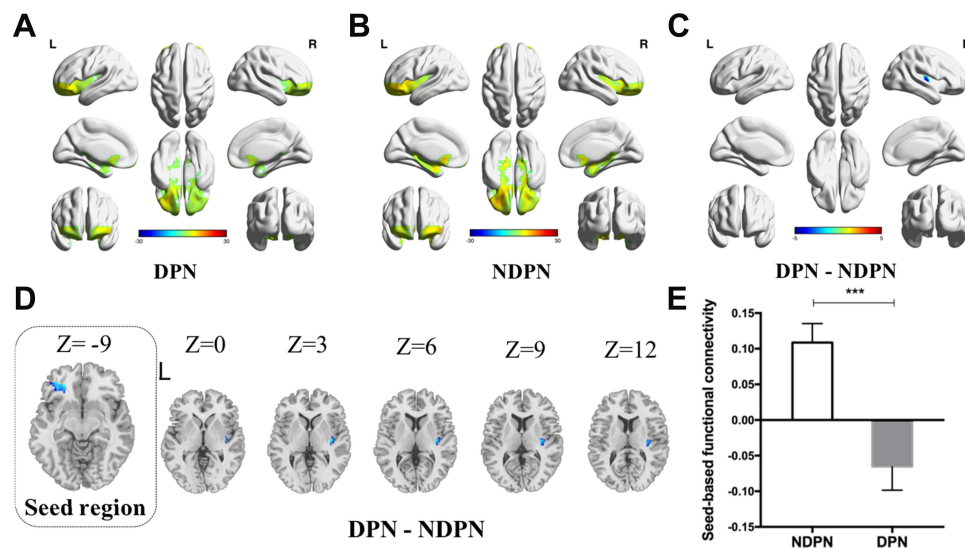 A
B
C
L
R
L
R
L
-30
30
DPN
-30
30
NDPN
-5
5
DPN - NDPN
D
Z= -9
Seed region
L
Z=0
Z=3
Z=6
Z=9
Z=12
DPN - NDPN
E
***
Seed-based functional connectivity
0.15
0.10
0.05
0.00
-0.05
-0.10
-0.15
NDPN
DPN